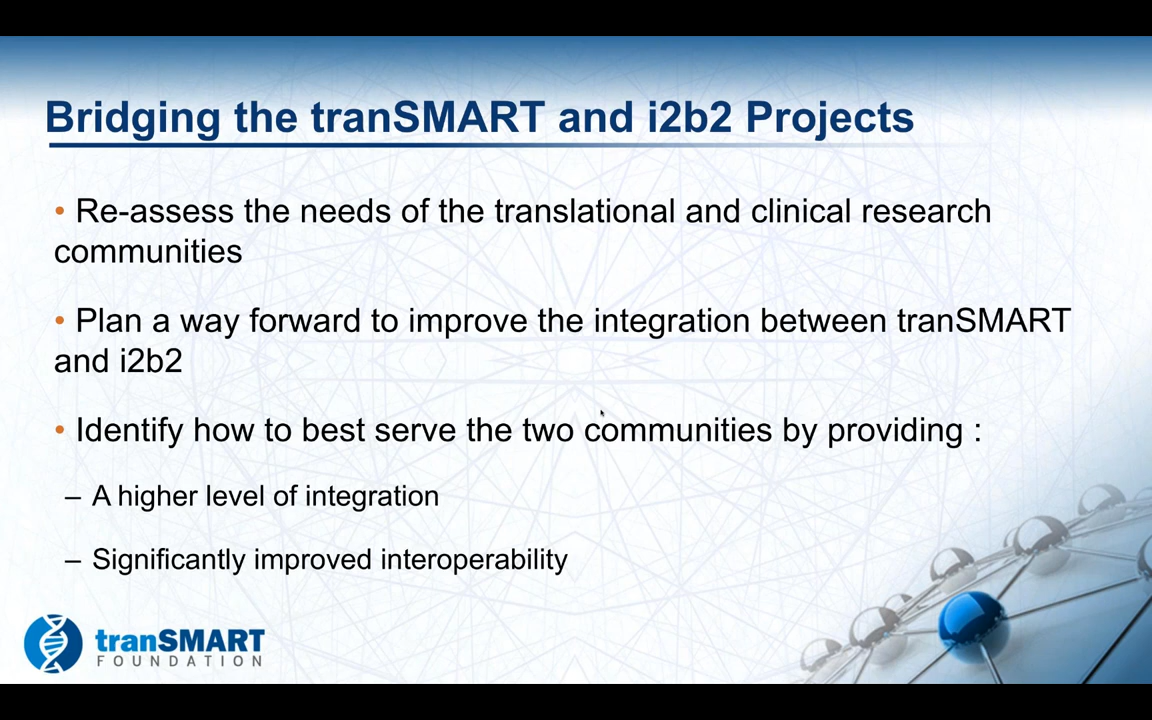 Bridging the tranSMART and i2b2 Projects
• Re-assess the needs of the translational and clinical research
communities
• Plan a way forward to improve the integration between tranSMART
and i2b2
• Identify how to best serve the two communities by providing :
– A higher level of integration
– Significantly improved interoperability
tranSMART
FOUNDATION